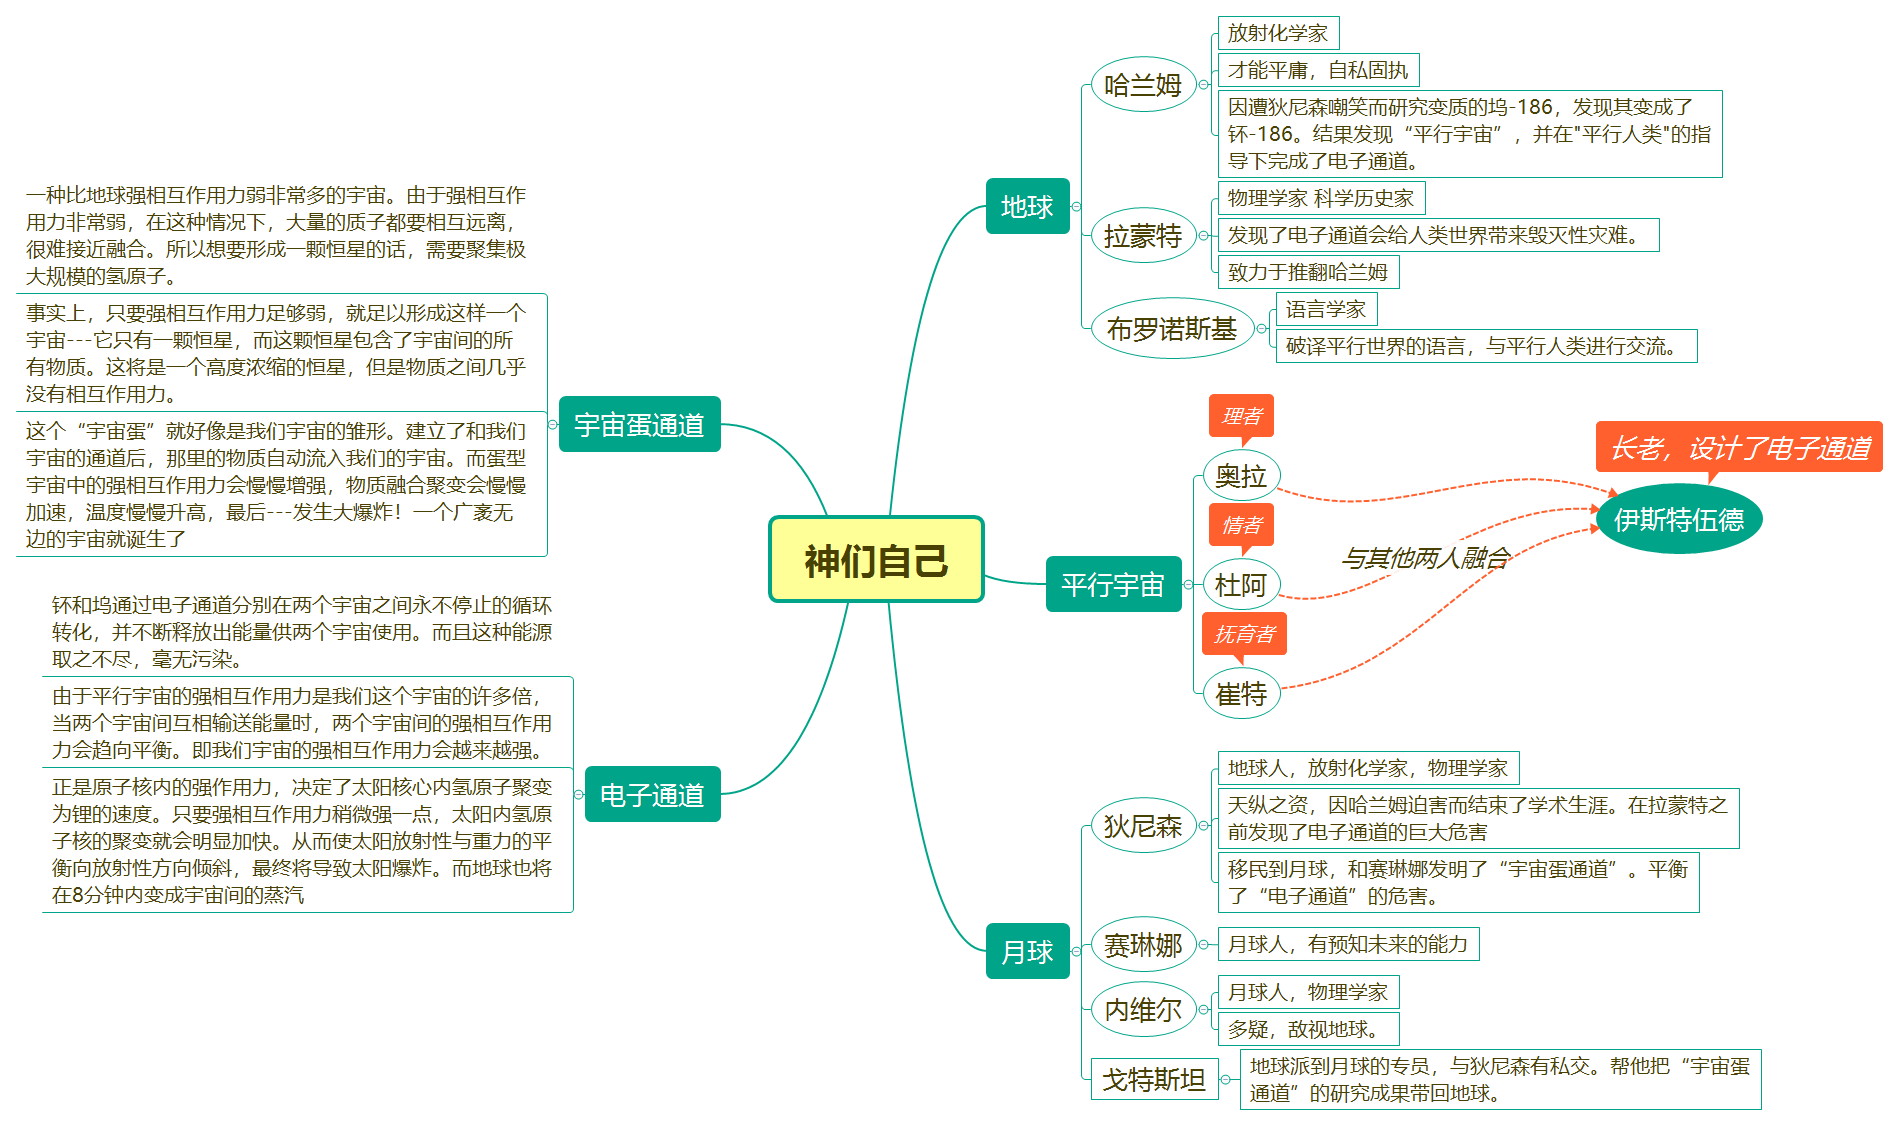 神们自己
地球
哈兰姆
放射化学家
才能平庸，自私固执
因遭狄尼森嘲笑而研究变质的坞-186，发现其变成了
钚-186。结果发现“平行宇宙”，并在"平行人类"的指
导下完成了电子通道。
拉蒙特
物理学家 科学历史家
发现了电子通道会给人类世界带来毁灭性灾难。
致力于推翻哈兰姆
布罗诺斯基
语言学家
破译平行世界的语言，与平行人类进行交流。
平行宇宙
理者
奥拉
情者
杜阿
抚育者
崔特
与其他两人融合
长老，设计了电子通道
伊斯特伍德
月球
狄尼森
地球人，放射化学家，物理学家
天纵之资，因哈兰姆迫害而结束了学术生涯。在拉蒙特之
前发现了电子通道的巨大危害
移民到月球，和赛琳娜发明了“宇宙蛋通道”。平衡
了“电子通道”的危害。
赛琳娜
月球人，有预知未来的能力
内维尔
月球人，物理学家
多疑，敌视地球。
戈特斯坦
地球派到月球的专员，与狄尼森有私交。帮他把“宇宙蛋
通道”的研究成果带回地球。
宇宙蛋通道
一种比地球强相互作用力弱非常多的宇宙。由于强相互作
用力非常弱，在这种情况下，大量的质子都要相互远离，
很难接近融合。所以想要形成一颗恒星的话，需要聚集极
大规模的氢原子。
事实上，只要强相互作用力足够弱，就足以形成这样一个
宇宙---它只有一颗恒星，而这颗恒星包含了宇宙间的所
有物质。这将是一个高度浓缩的恒星，但是物质之间几乎
没有相互作用力。
这个“宇宙蛋”就好像是我们宇宙的雏形。建立了和我们
宇宙的通道后，那里的物质自动流入我们的宇宙。而蛋型
宇宙中的强相互作用力会慢慢增强，物质融合聚变会慢慢
加速，温度慢慢升高，最后---发生大爆炸！一个广袤无
边的宇宙就诞生了
电子通道
钚和坞通过电子通道分别在两个宇宙之间永不停止的循环
转化，并不断释放出能量供两个宇宙使用。而且这种能源
取之不尽，毫无污染。
由于平行宇宙的强相互作用力是我们这个宇宙的许多倍，
当两个宇宙间互相输送能量时，两个宇宙间的强相互作用
力会趋向平衡。即我们宇宙的强相互作用力会越来越强。
正是原子核内的强作用力，决定了太阳核心内氢原子聚变
为锂的速度。只要强相互作用力稍微强一点，太阳内氢原
子核的聚变就会明显加快。从而使太阳放射性与重力的平
衡向放射性方向倾斜，最终将导致太阳爆炸。而地球也将
在8分钟内变成宇宙间的蒸汽